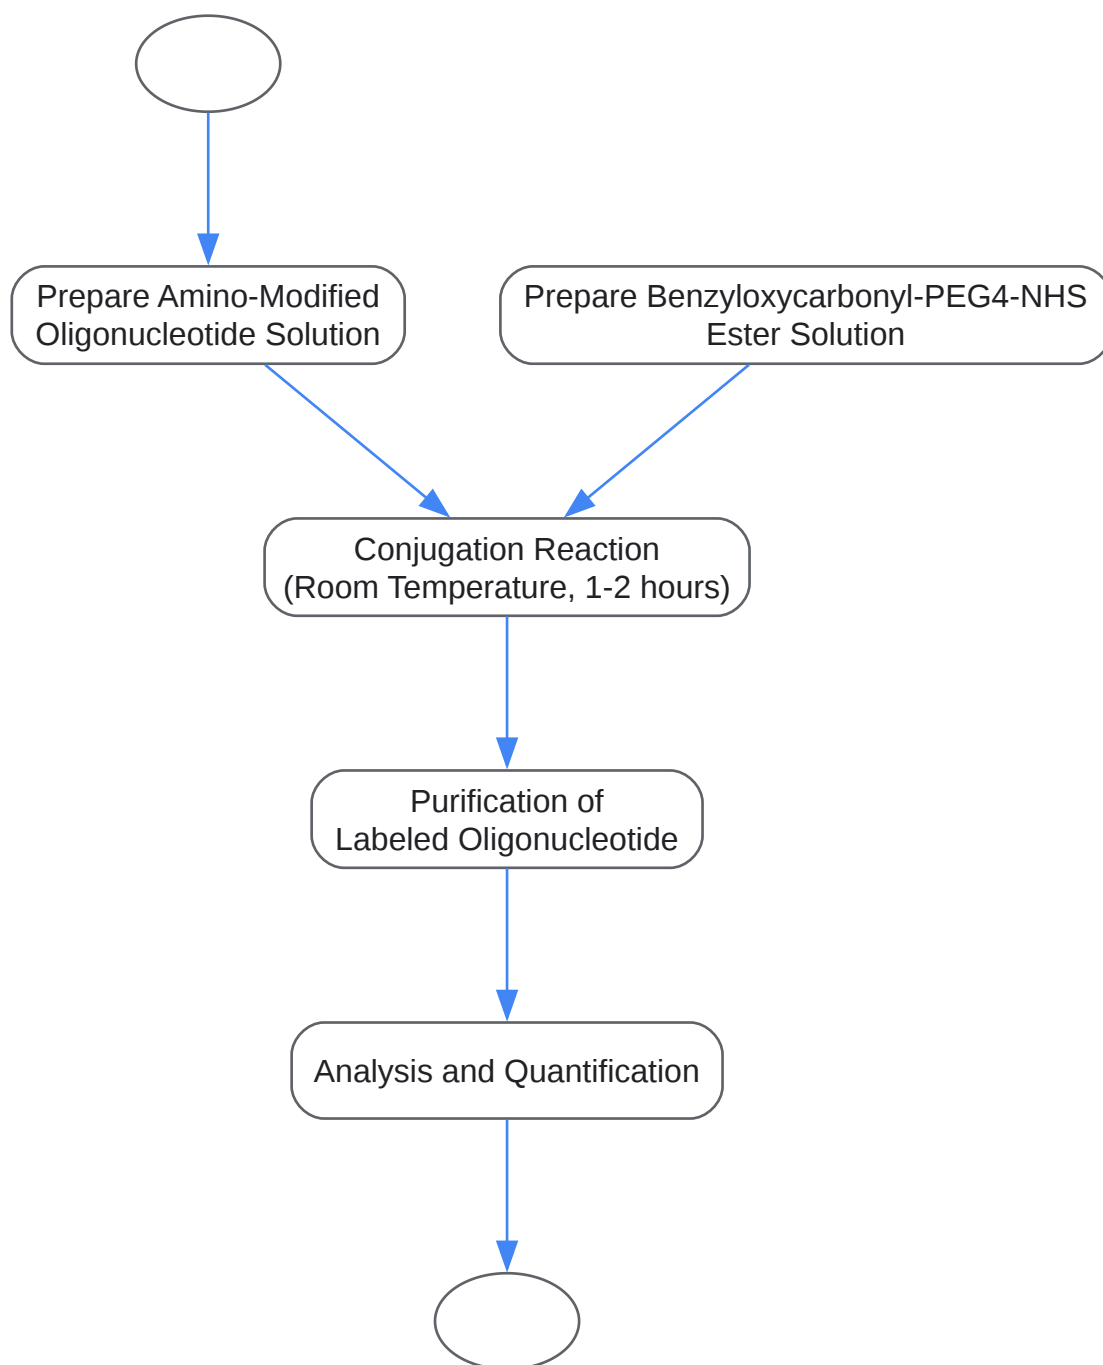 Prepare Amino-Modified
Oligonucleotide Solution
Prepare Benzyloxycarbonyl-PEG4-NHS
Ester Solution
Conjugation Reaction
(Room Temperature, 1-2 hours)
Purification of
Labeled Oligonucleotide
Analysis and Quantification